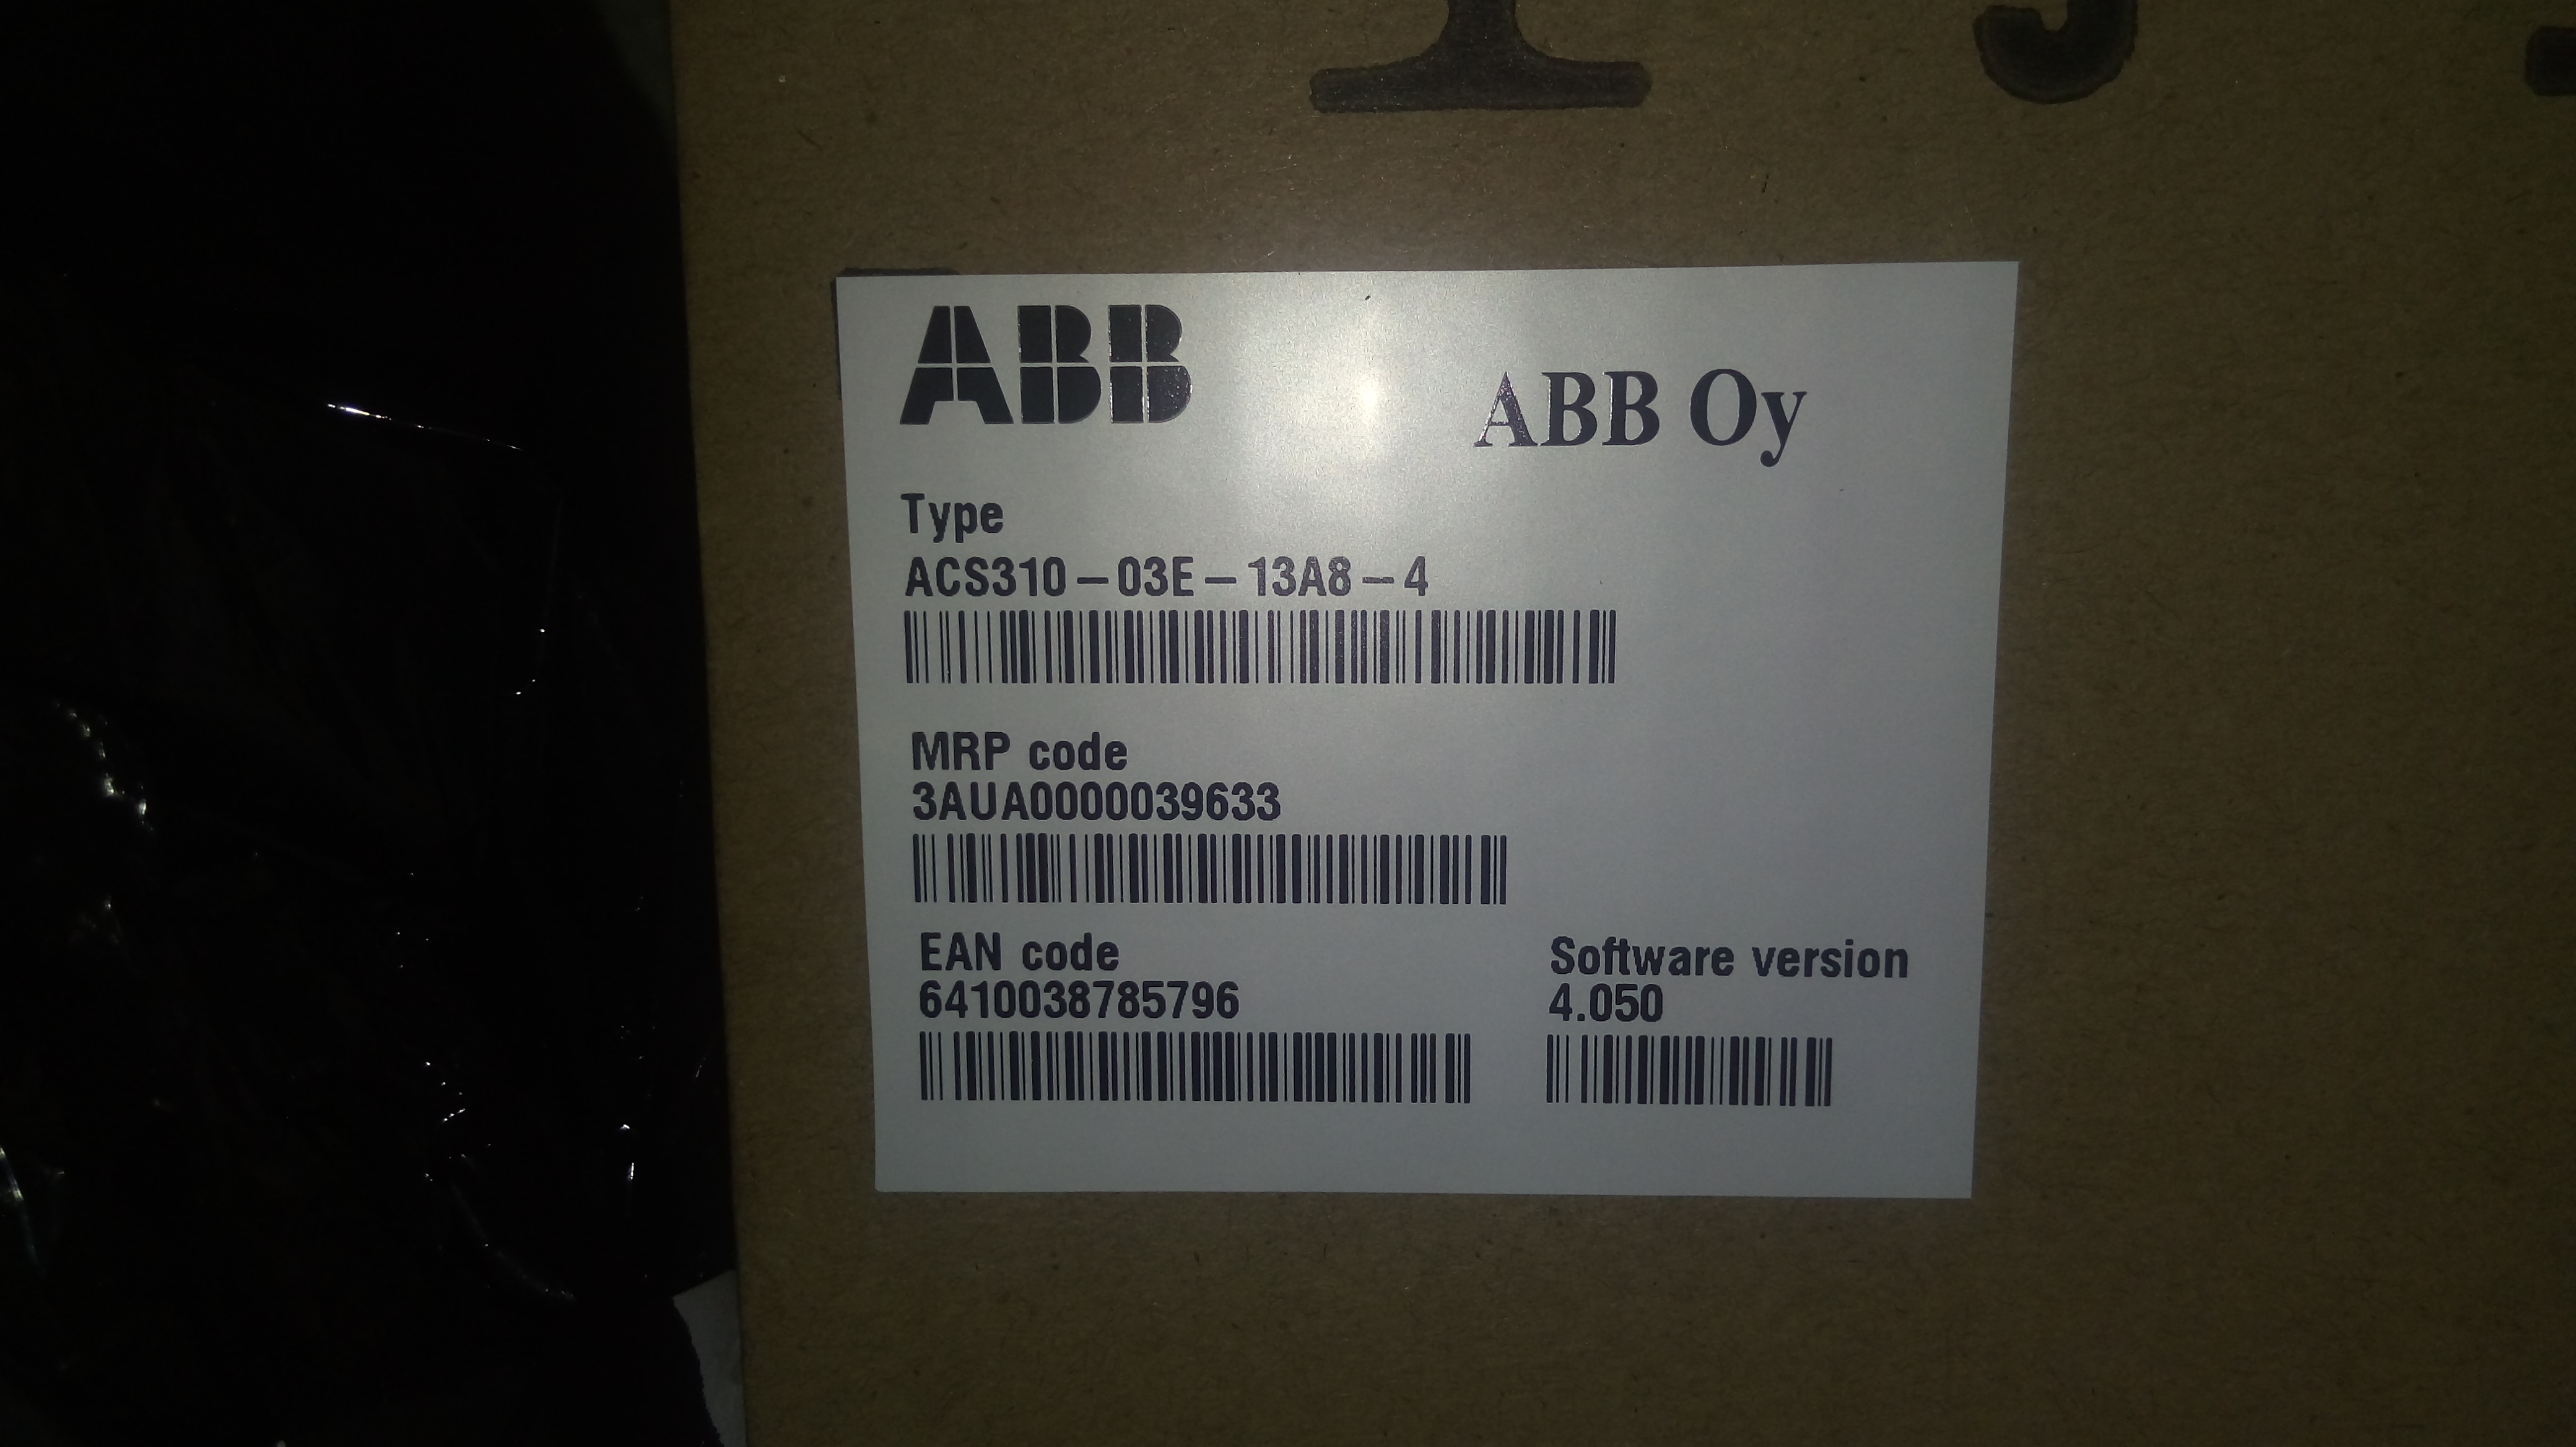 ABB
ABB Oy
Type
ACS310-03E-13A8-4
MRP code
3AUA0000039633
EAN code
6410038785796
Software version
4.050